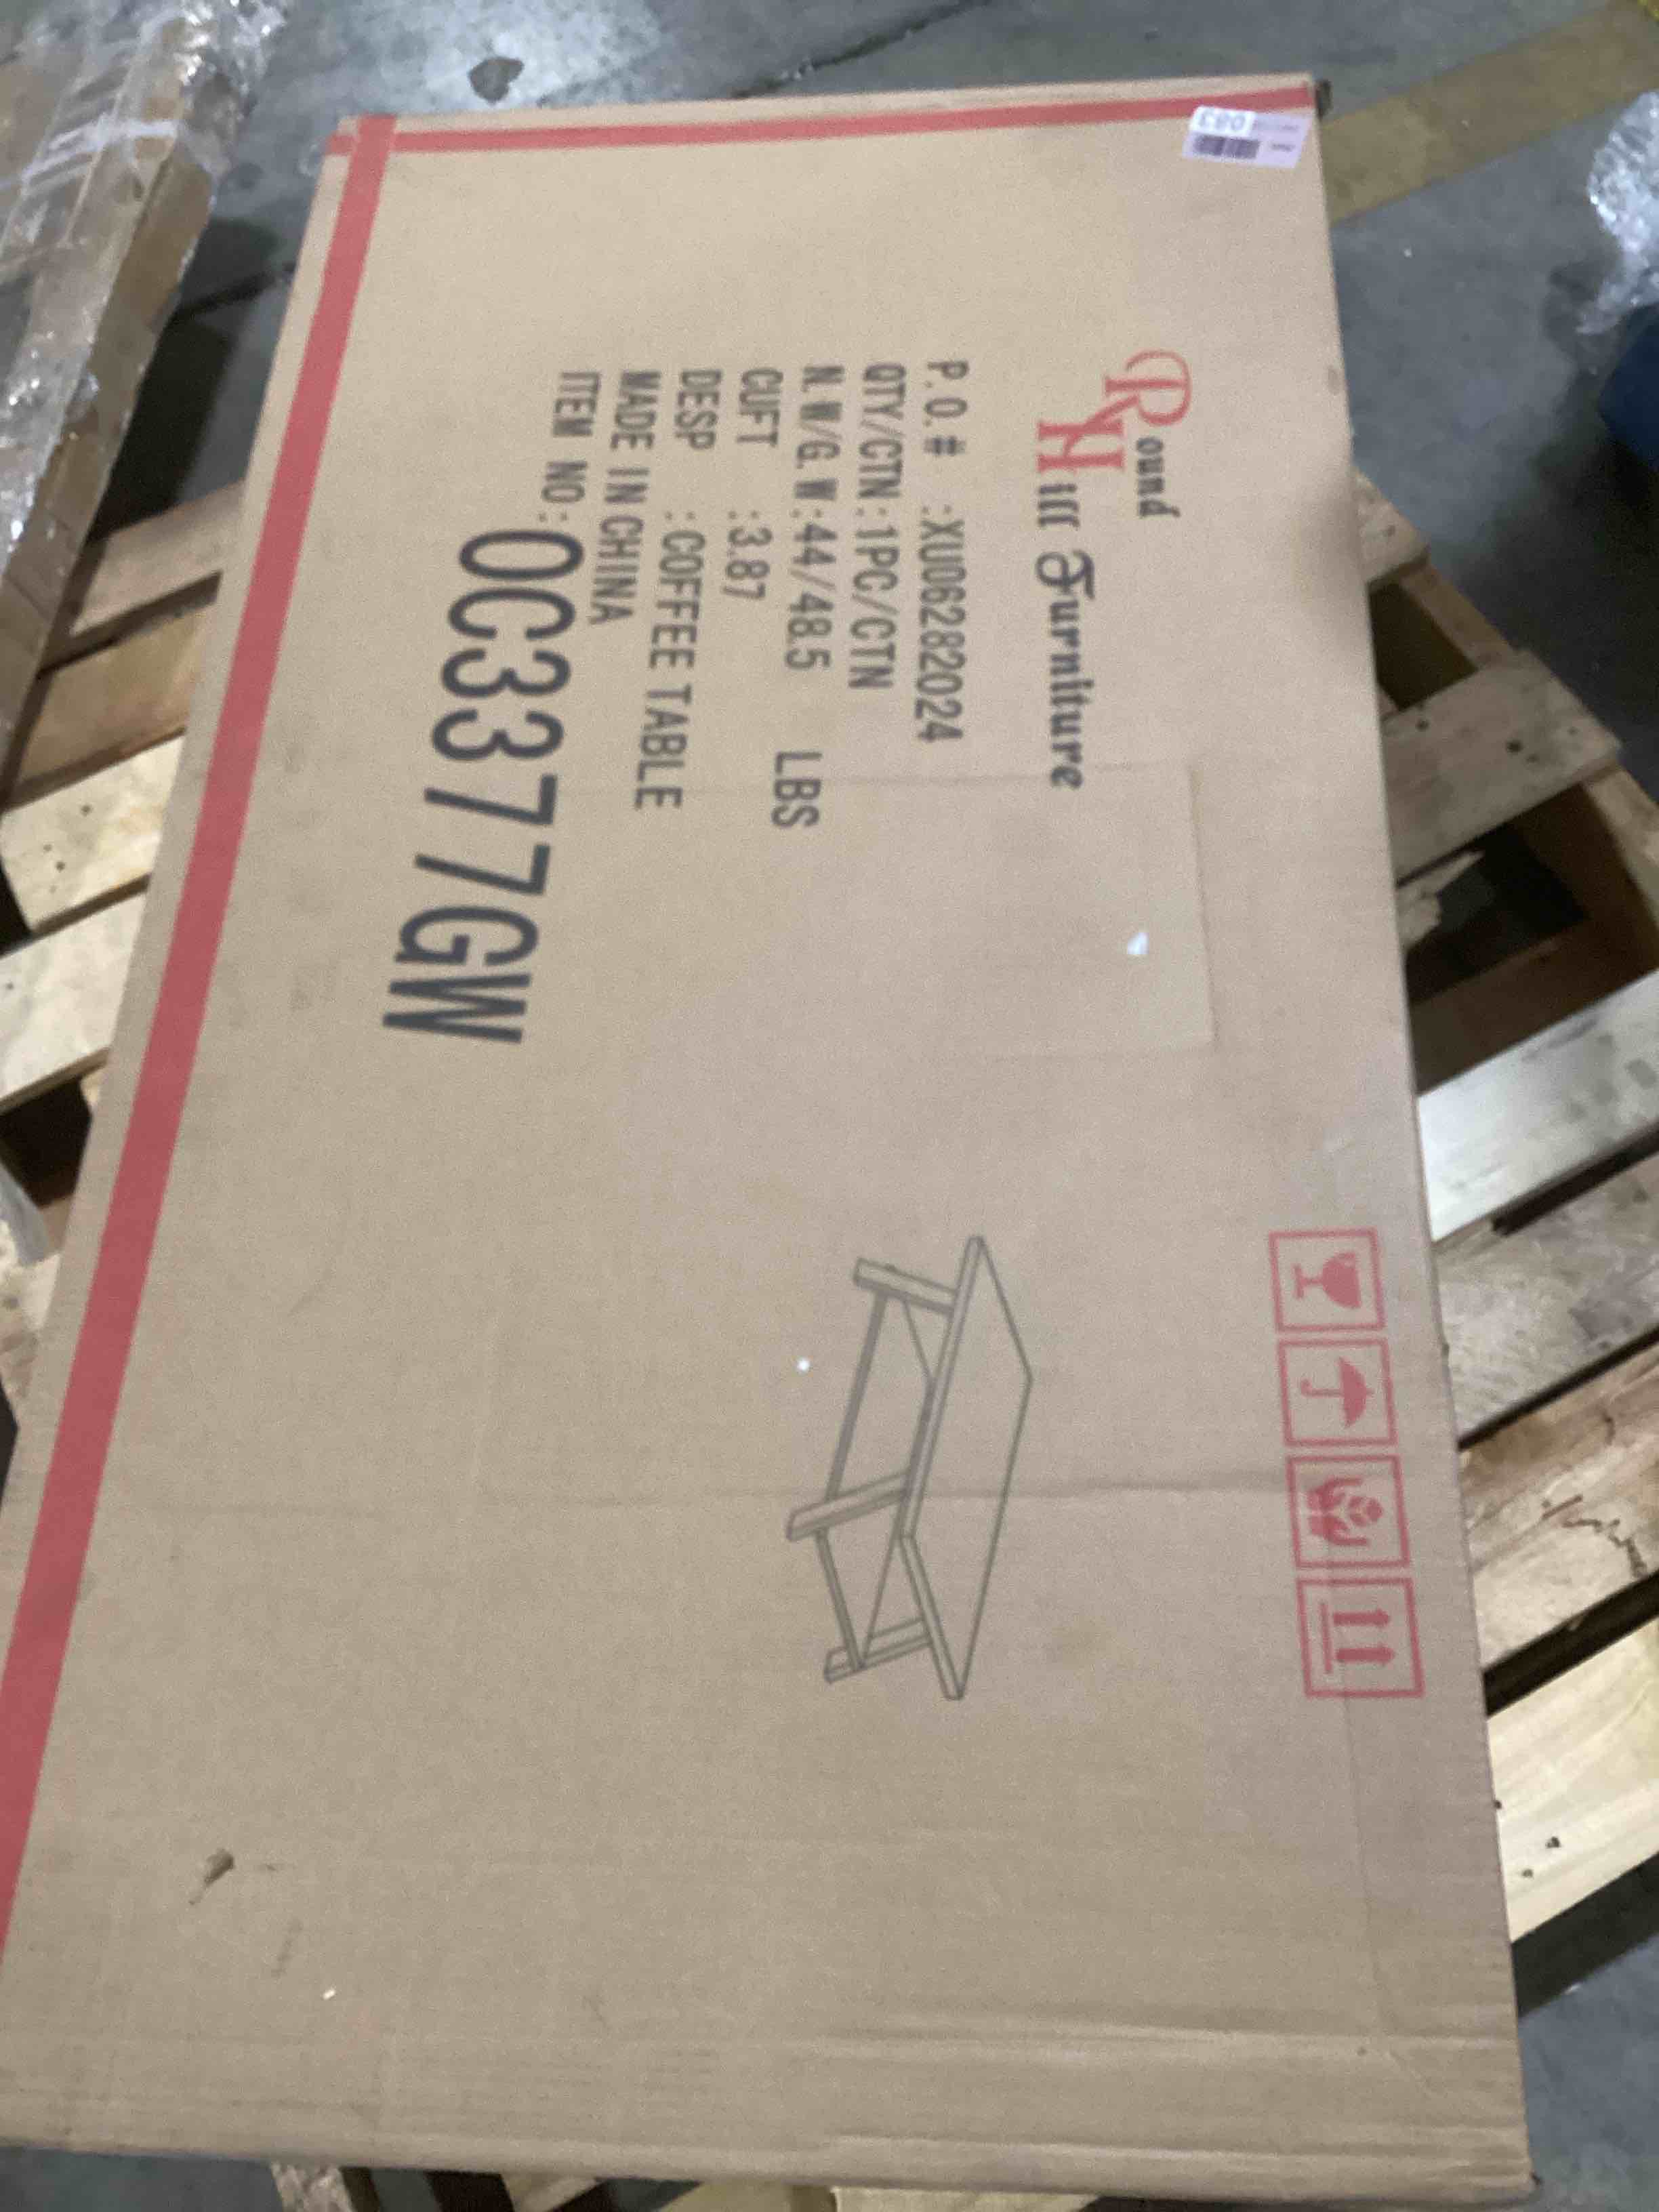 Round
Hill Furniture
P.O.# :XU06282024
QTY/CTN:1PC/CTN
N.W/G.W:44/48.5 LBS
CUFT :3.87
DESP :COFFEE TABLE
MADE IN CHINA
ITEM NO:OC3377GW